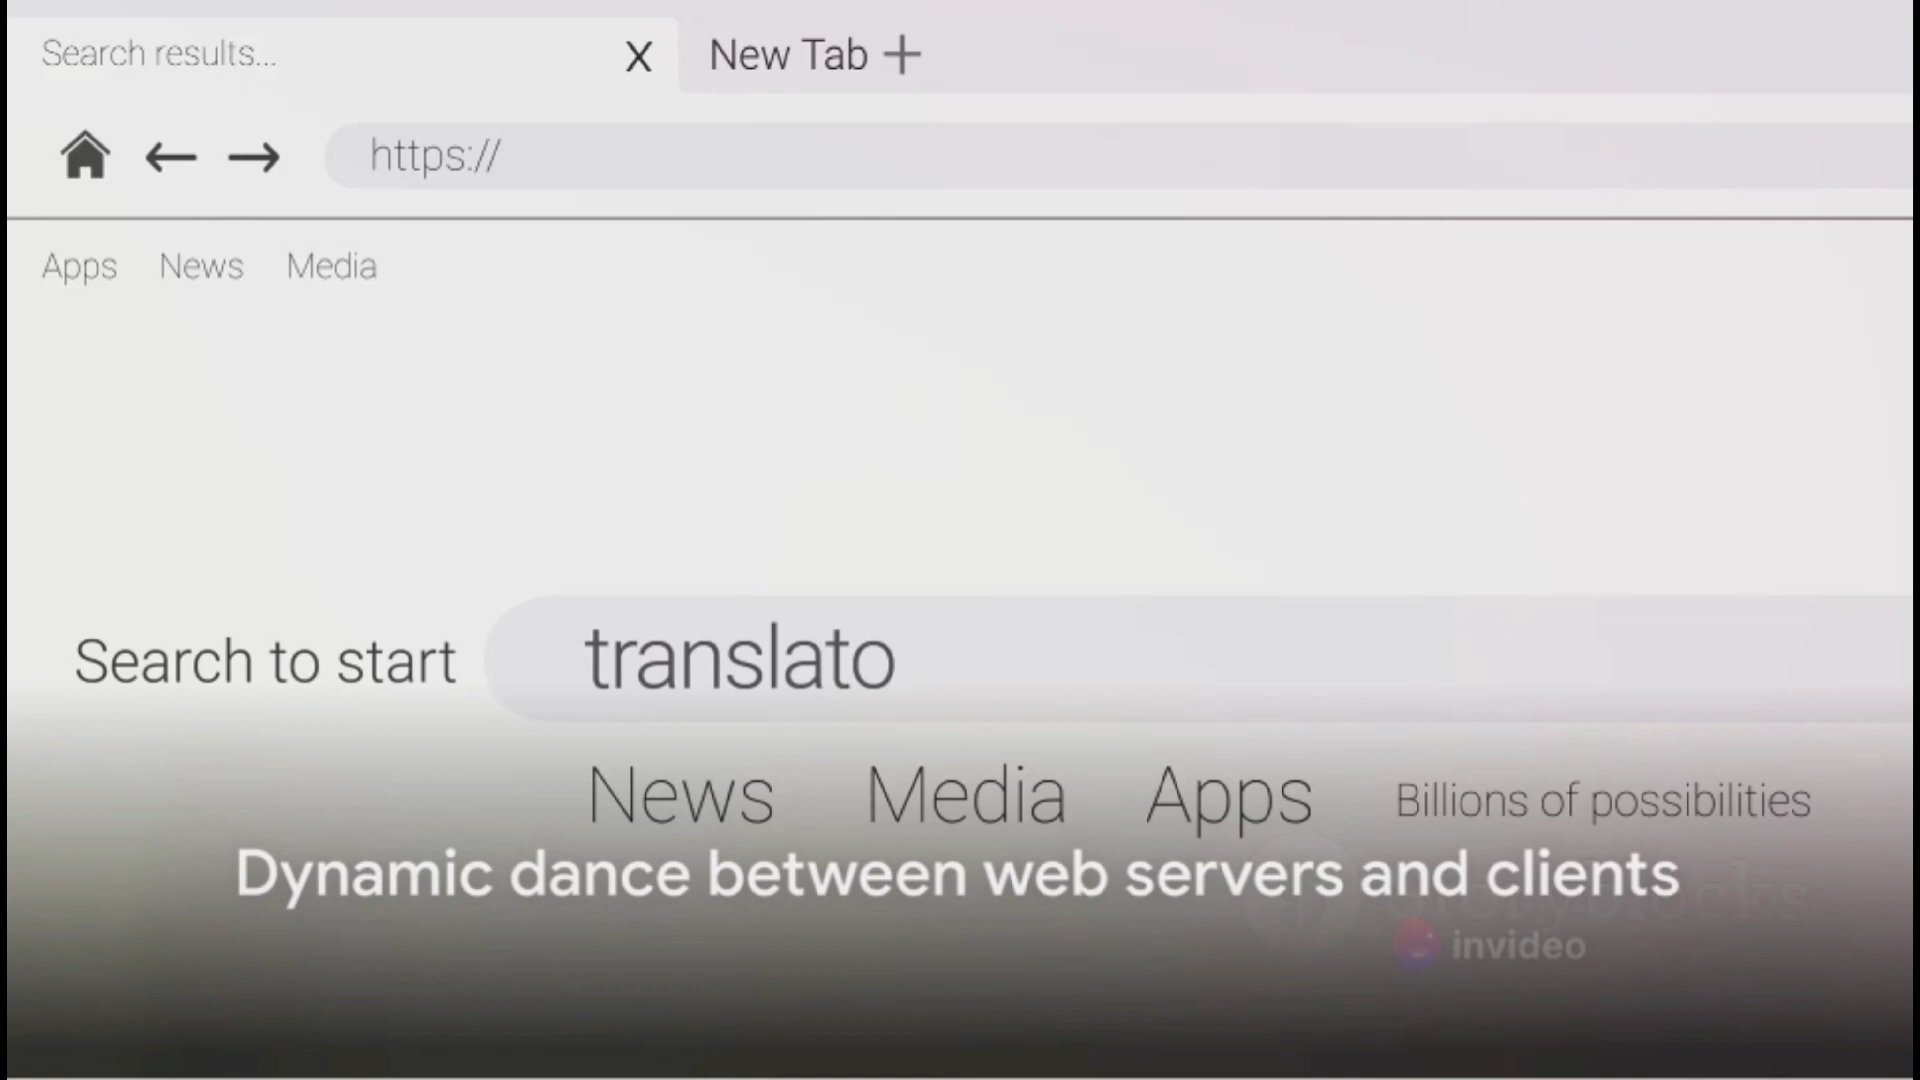 Search results... X New Tab +
https://
Apps News Media
Search to start translato
News Media Apps Billions of possibilities
Dynamic dance between web servers and clients
storyblocks
invideo